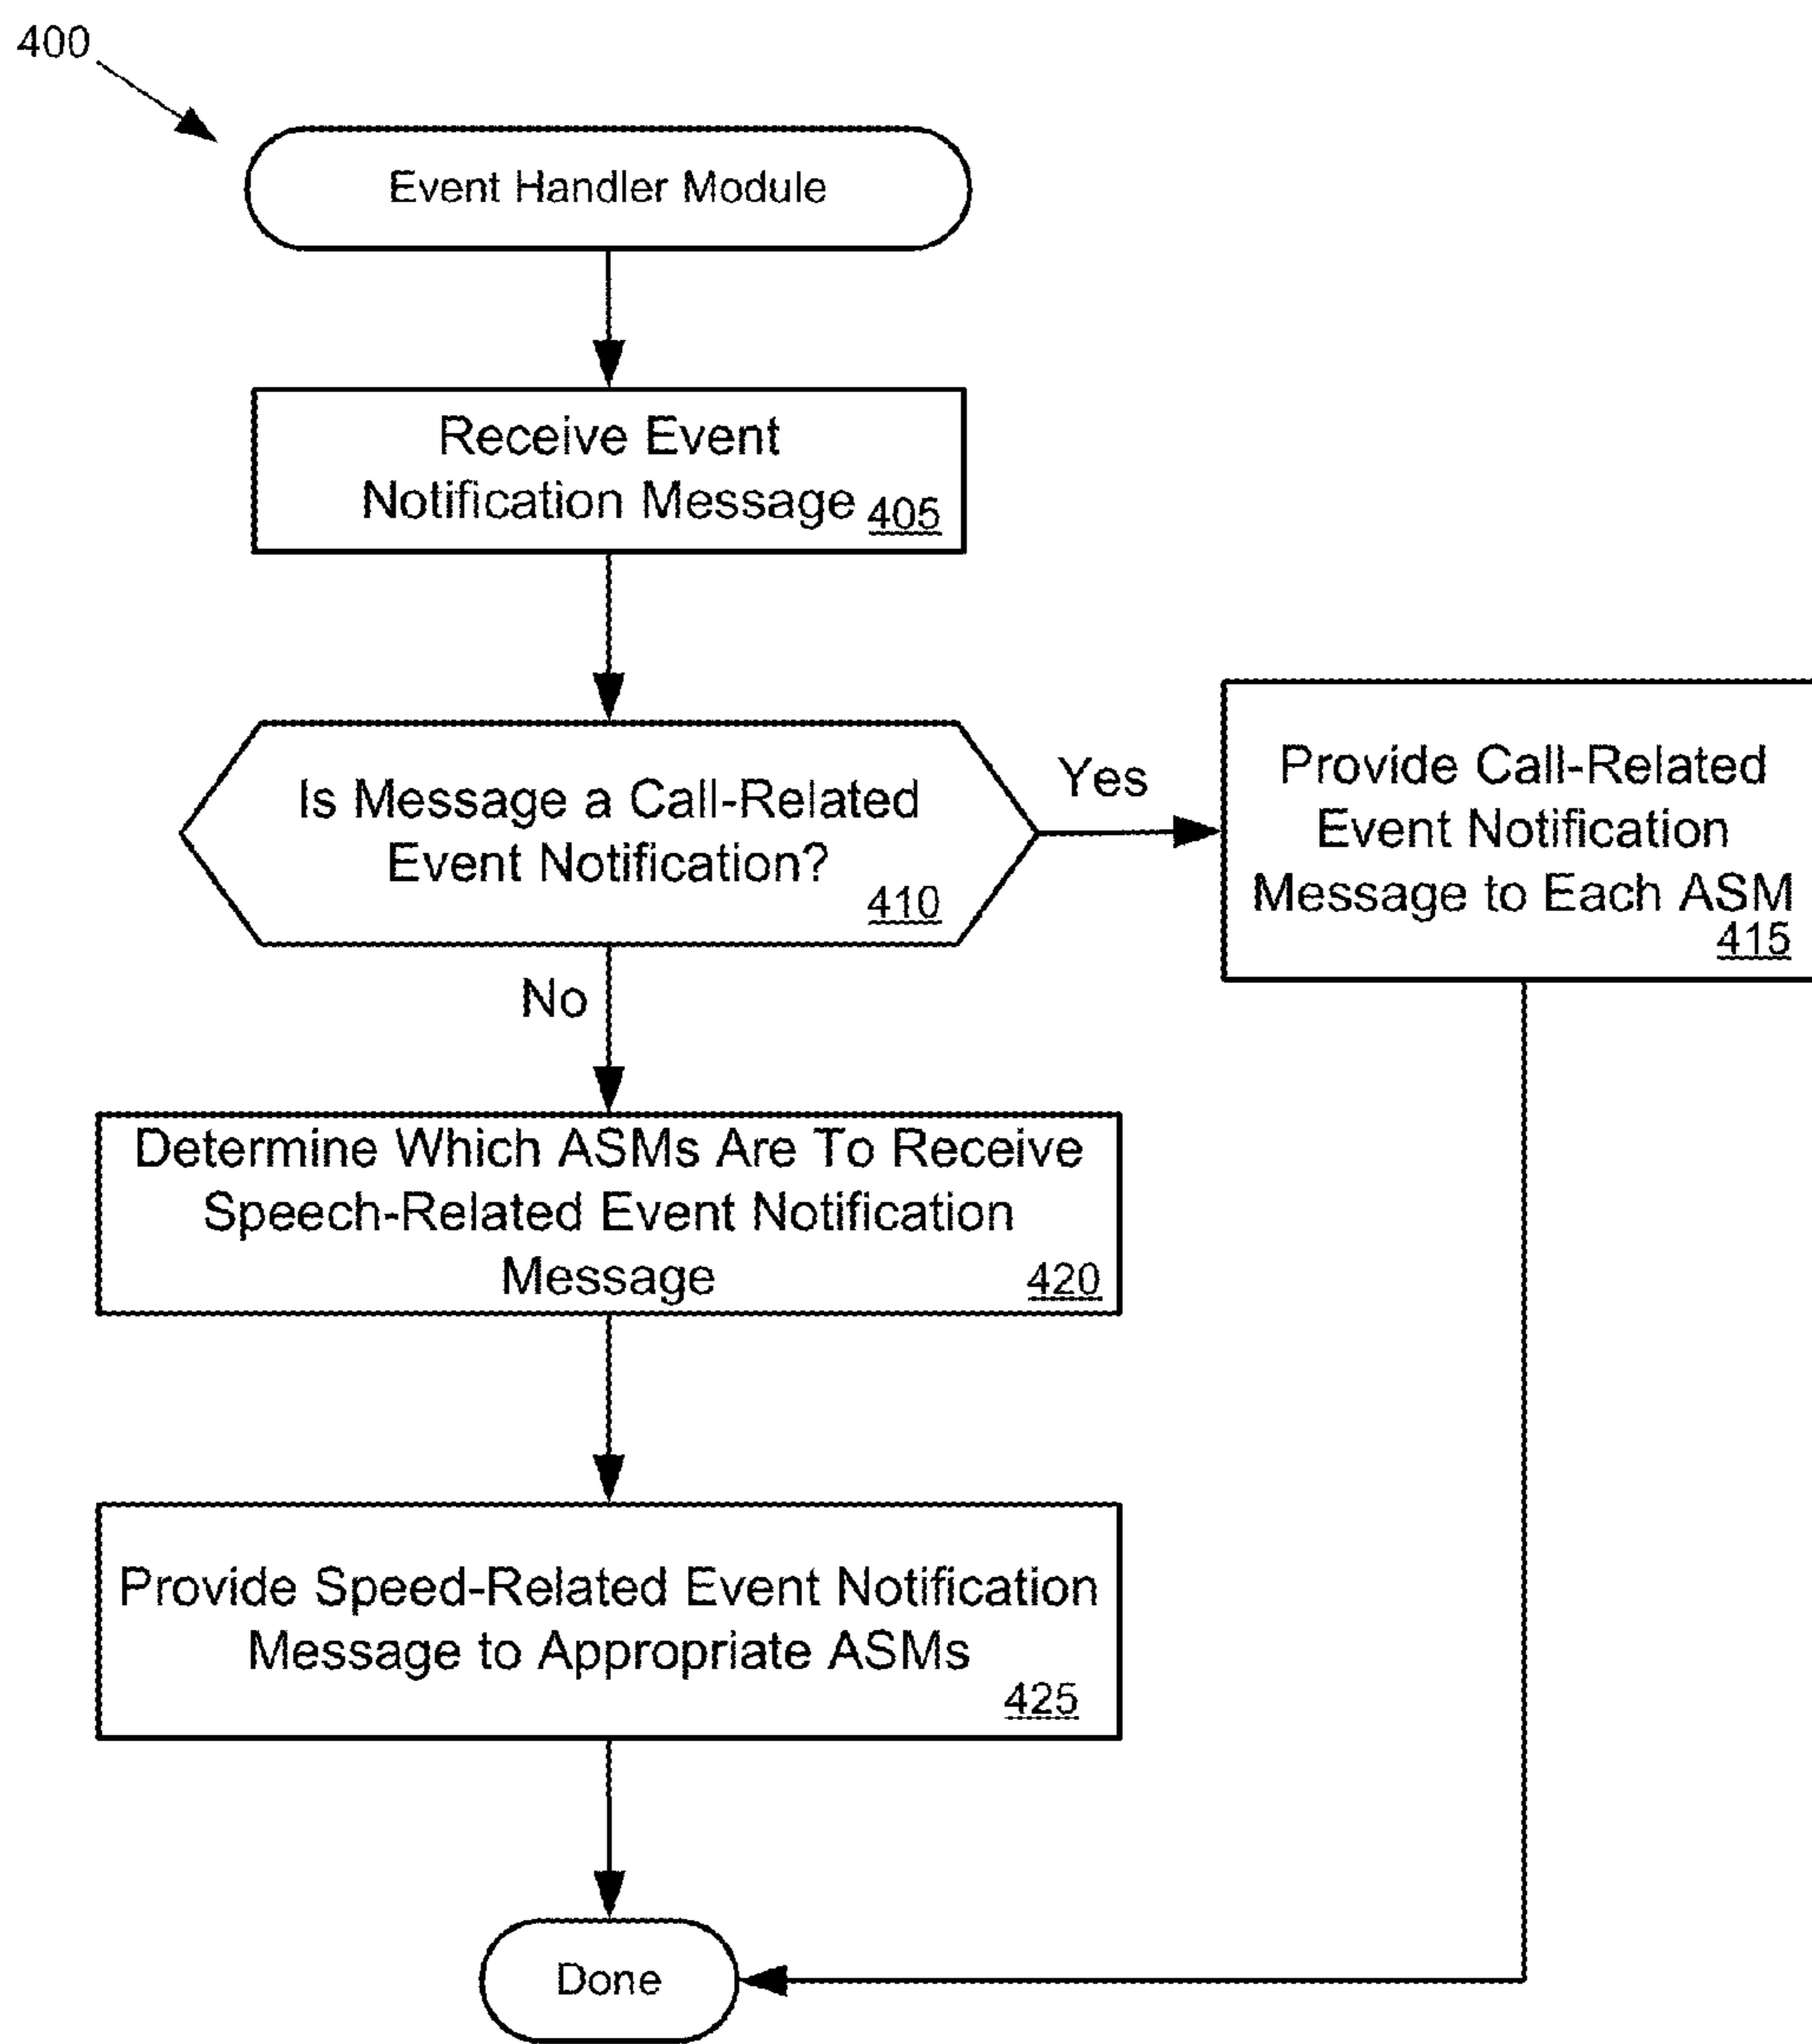 400
Event Handler Module
Receive Event
Notification Message 405
Is Message a Call-Related
Event Notification?
410
Yes
Provide Call-Related
Event Notification
Message to Each ASM
415
No
Determine Which ASMs Are To Receive
Speech-Related Event Notification
Message 420
Provide Speed-Related Event Notification
Message to Appropriate ASMs
425
Done